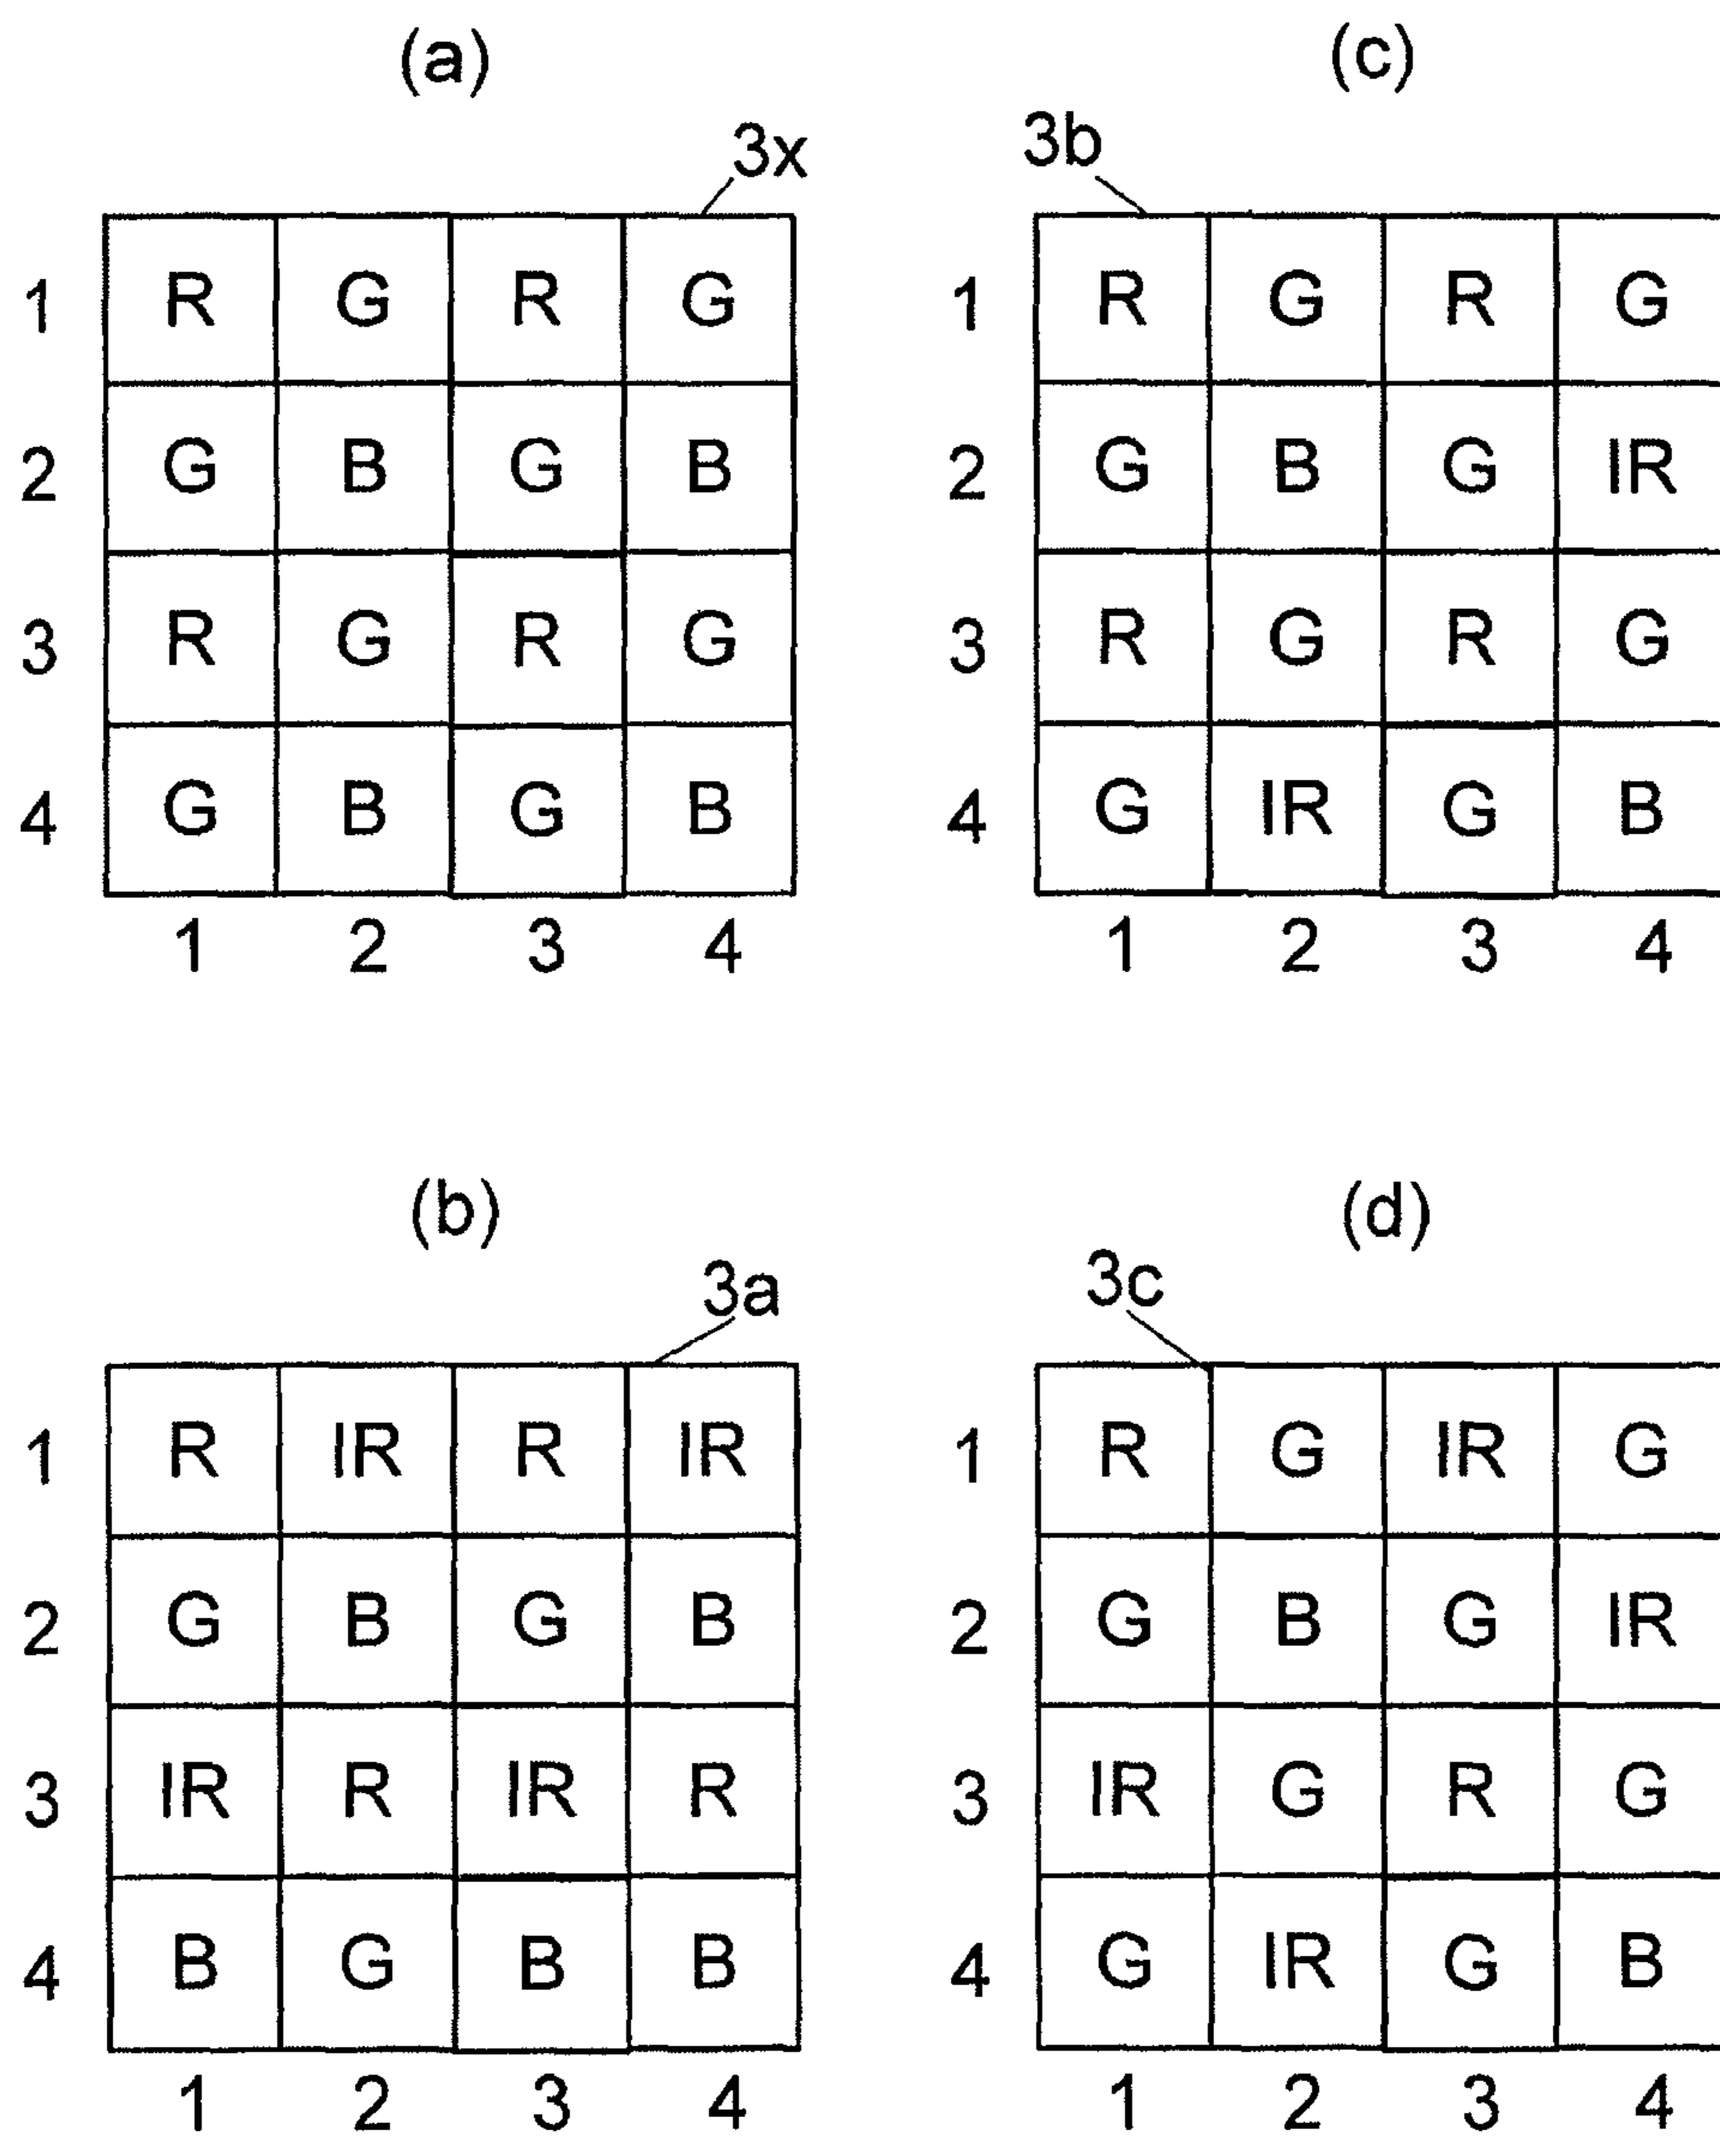 (a)
3x
1 R G R G
2 G B G B
3 R G R G
4 G B G B
1 2 3 4
(c)
3b
1 R G R G
2 G B G IR
3 R G R G
4 G IR G B
1 2 3 4
(b)
3a
1 R IR R IR
2 G B G B
3 IR R IR R
4 B G B B
1 2 3 4
(d)
3c
1 R G IR G
2 G B G IR
3 IR G R G
4 G IR G B
1 2 3 4